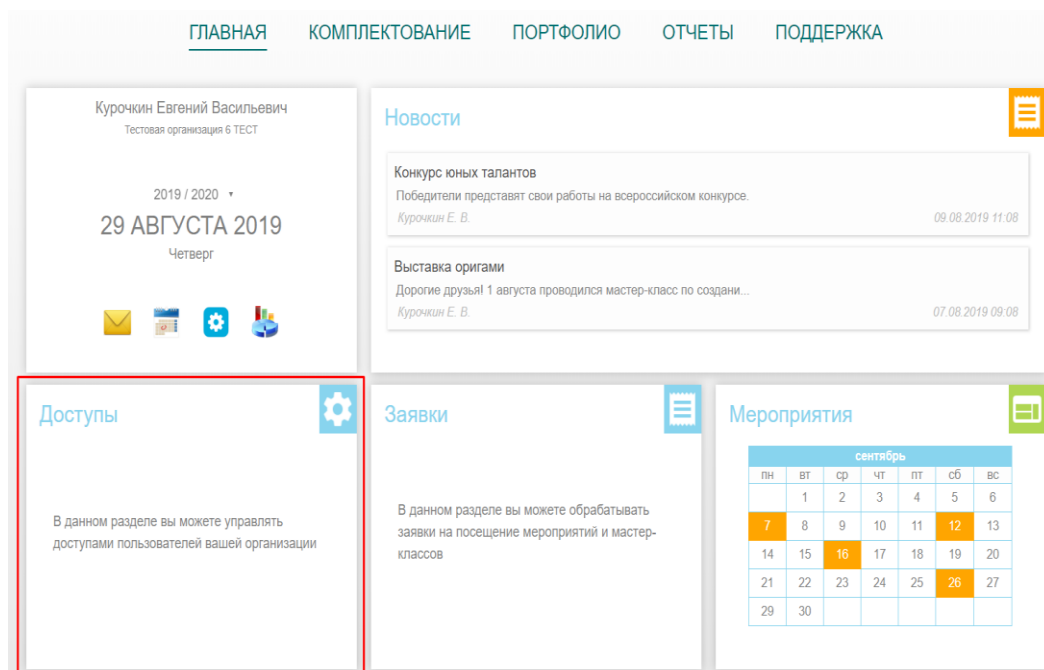 ГЛАВНАЯ КОМПЛЕКТОВАНИЕ ПОРТФОЛИО ОТЧЕТЫ ПОДДЕРЖКА
Курочкин Евгений Васильевич
Тестовая организация 6 ТЕСТ
2019 / 2020
29 АВГУСТА 2019
Четверг
Новости
Конкурс юных талантов
Победители представят свои работы на всероссийском конкурсе.
Курочкин Е. В. 09.08.2019 11:08
Выставка оригами
Дорогие друзья! 1 августа проводился мастер-класс по создани...
Курочкин Е. В. 07.08.2019 09:08
Доступы
В данном разделе вы можете управлять
доступами пользователей вашей организации
Заявки
В данном разделе вы можете обрабатывать
заявки на посещение мероприятий и мастер-
классов
Мероприятия
сентябрь
пн вт ср чт пт сб вс
1 2 3 4 5 6
7 8 9 10 11 12 13
14 15 16 17 18 19 20
21 22 23 24 25 26 27
29 30